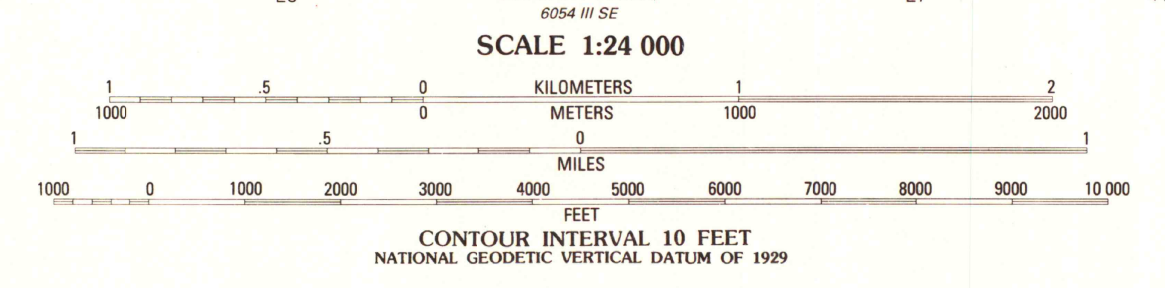 6054 III SE
SCALE 1:24 000
1 .5 0 KILOMETERS 1 2
1000 0 METERS 1000 2000
1 .5 0 1
MILES
1000 0 1000 2000 3000 4000 5000 6000 7000 8000 9000 10 000
FEET
CONTOUR INTERVAL 10 FEET
NATIONAL GEODETIC VERTICAL DATUM OF 1929